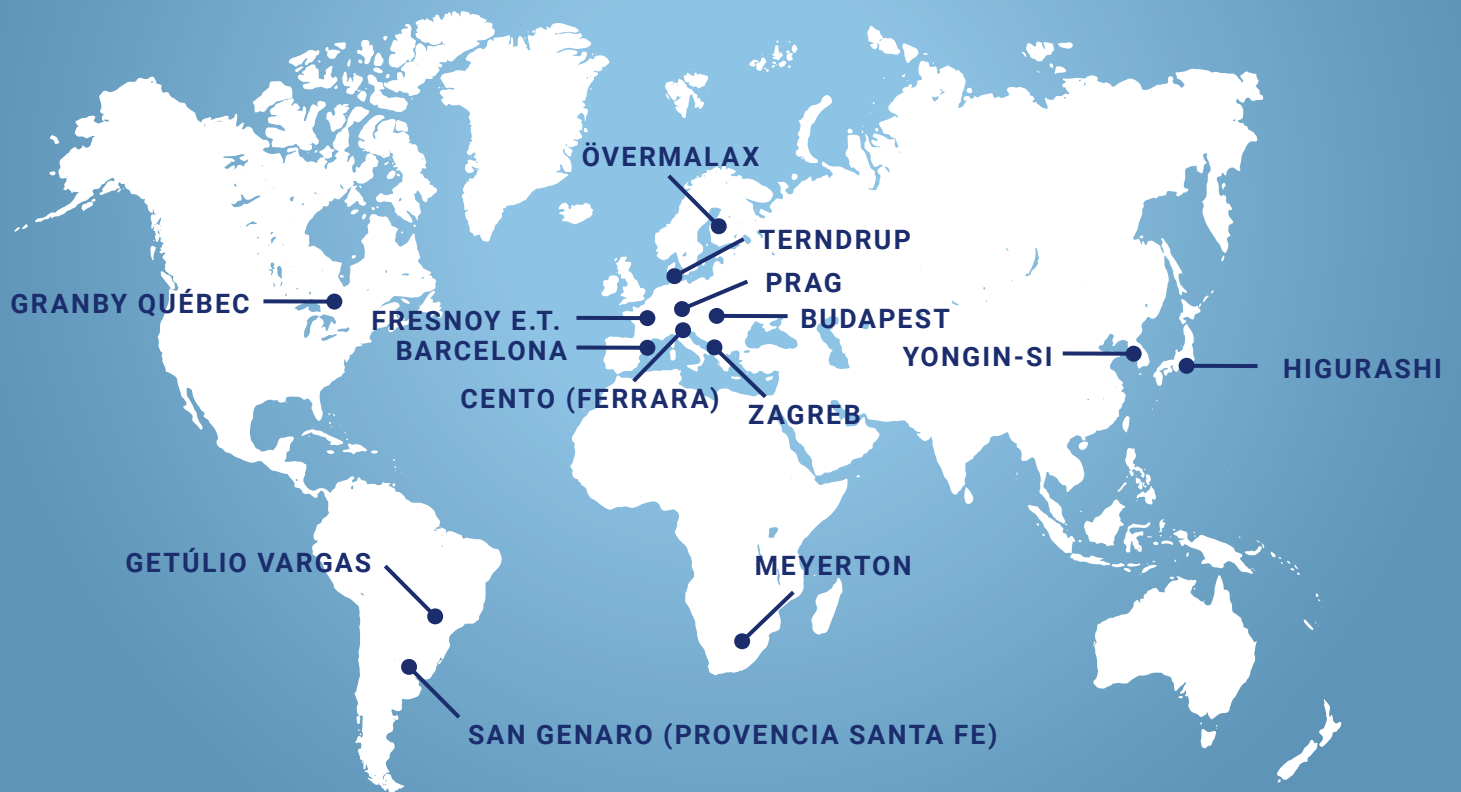 ÖVERMALAX
TERNDRUP
PRAG
GRANBY QUÉBEC
FRESNOY E.T.
BUDAPEST
BARCELONA
YONGIN-SI
HIGURASHI
CENTO (FERRARA)
ZAGREB
GETÚLIO VARGAS
MEYERTON
SAN GENARO (PROVENCIA SANTA FE)